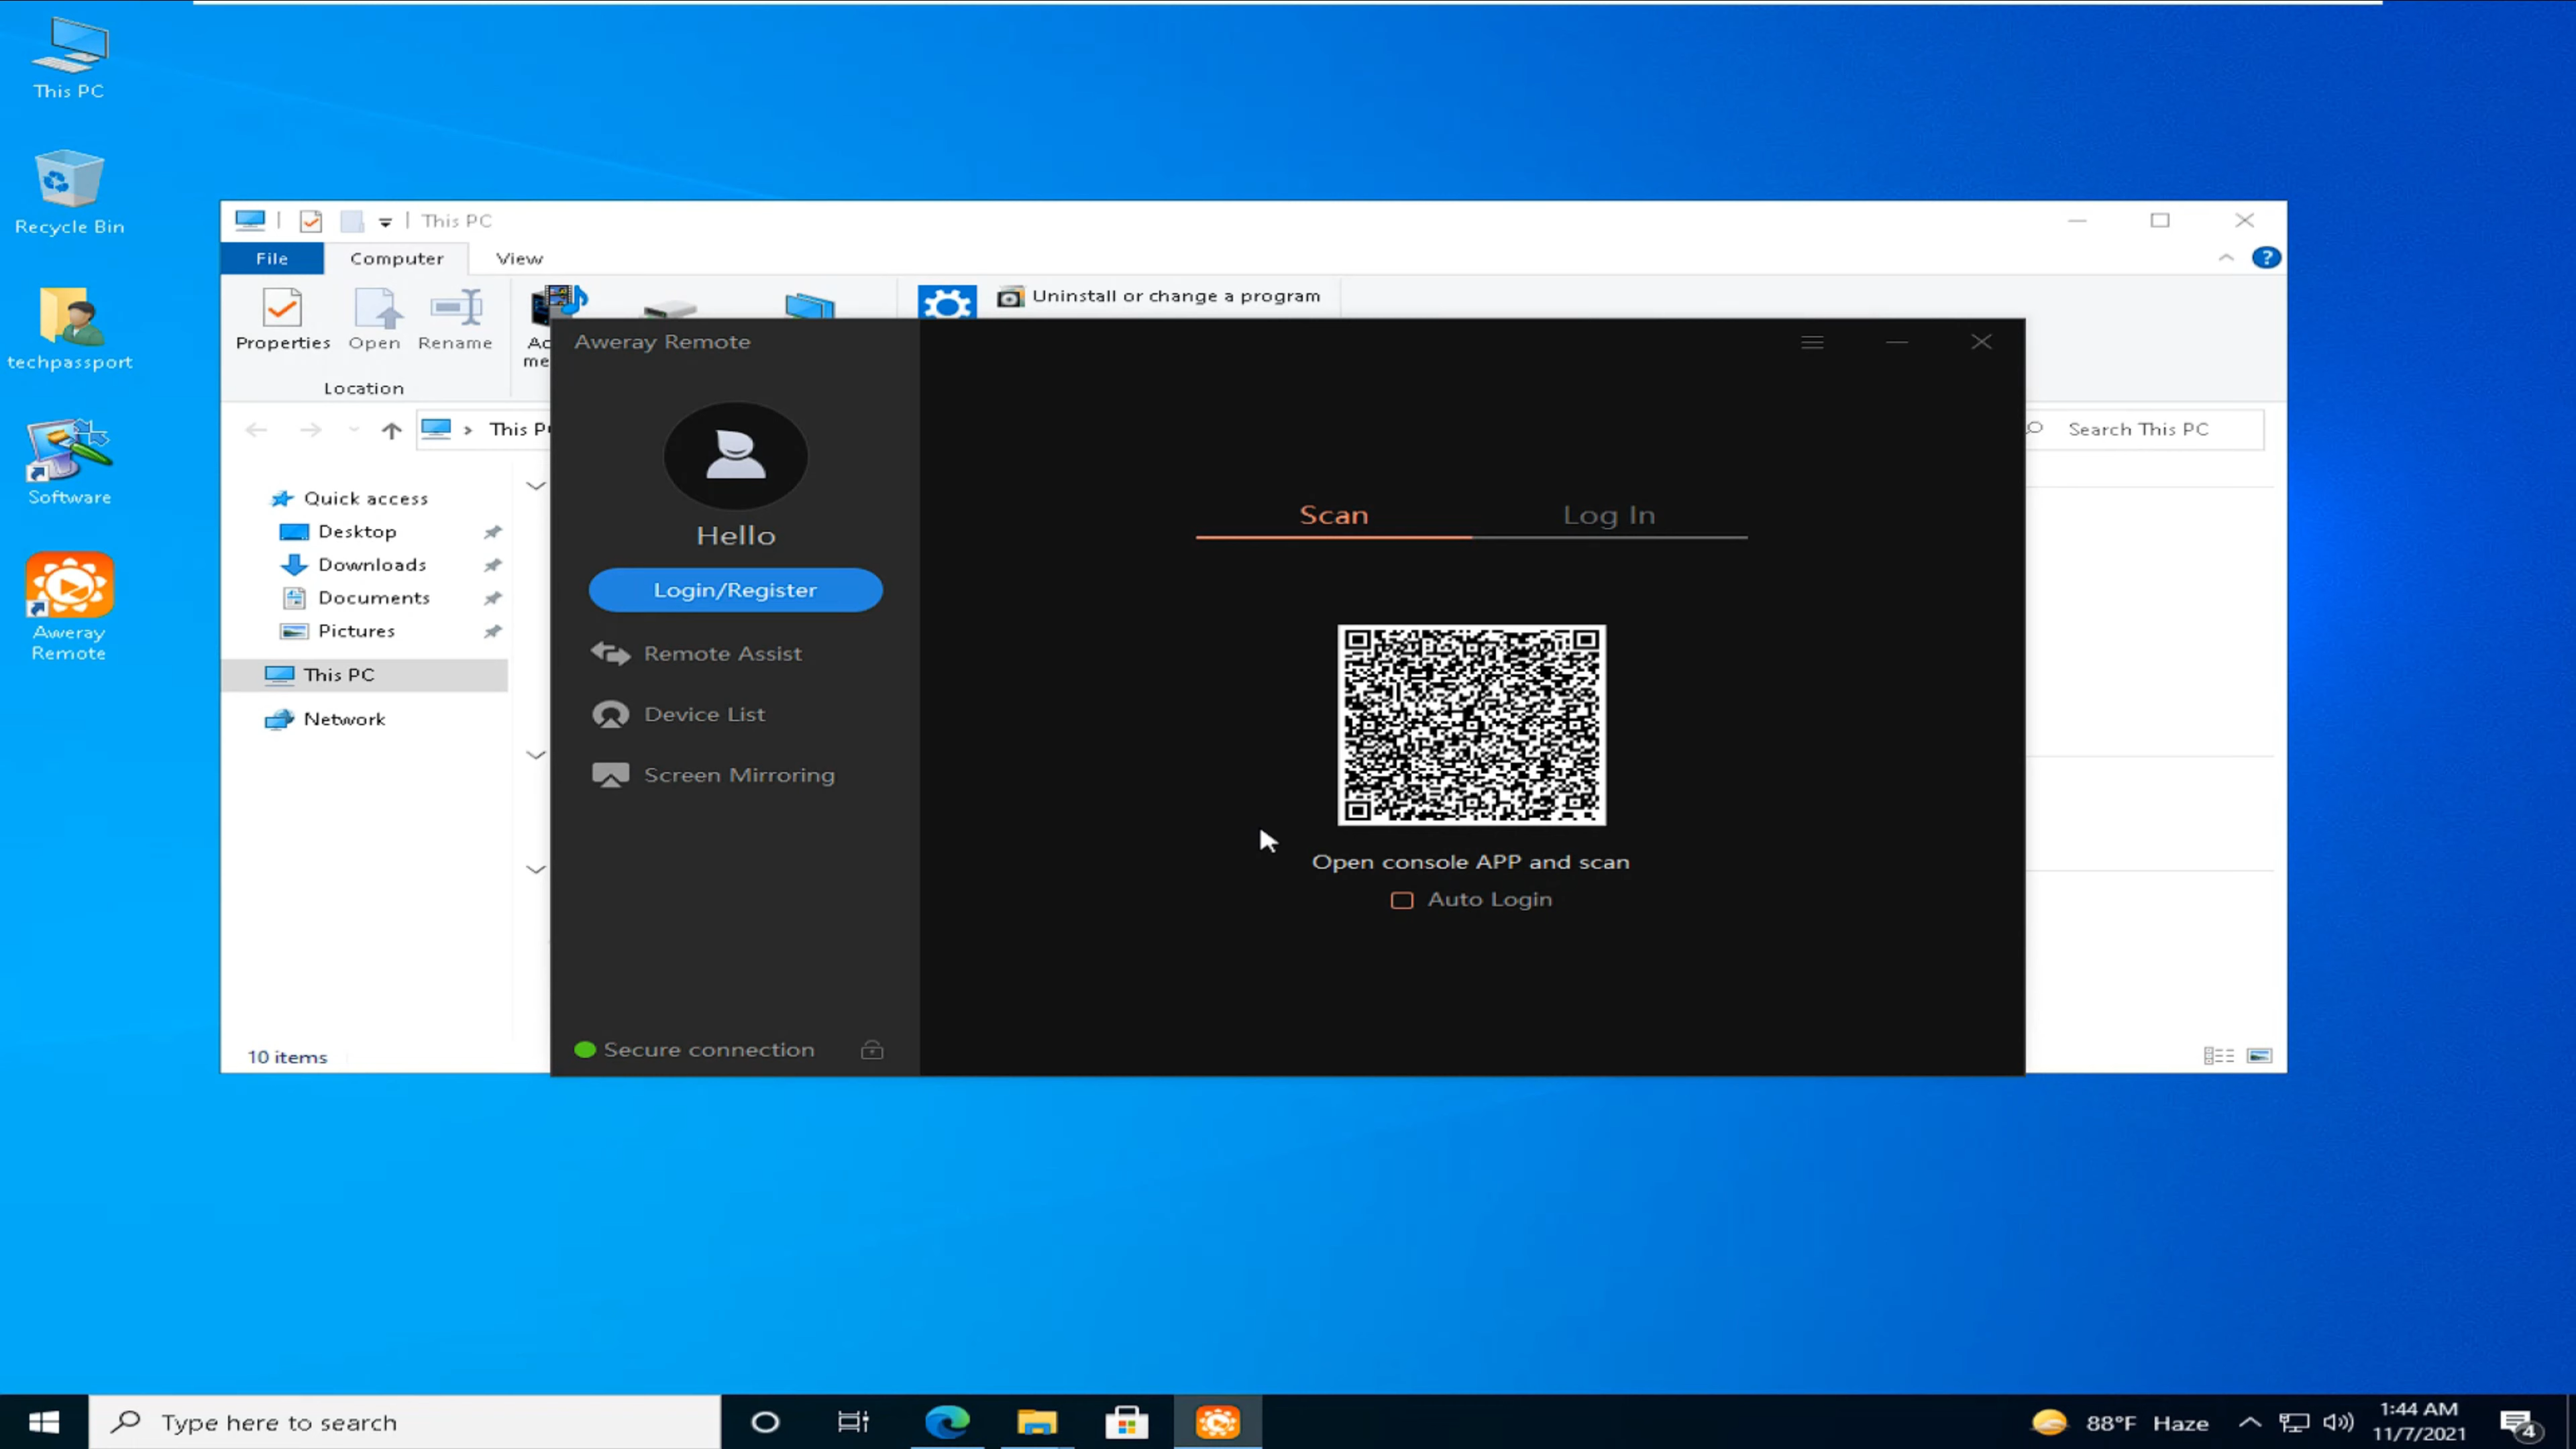 This PC
Recycle Bin
techpassport
Software
Aweray
Remote
This PC
File
Computer
View
Properties
Open
Rename
Location
Uninstall or change a program
This
Search This PC
Quick access
Desktop
Downloads
Documents
Pictures
This PC
Network
10 items
Aweray Remote
Hello
Login/Register
Remote Assist
Device List
Screen Mirroring
Secure connection
Scan
Log In
Open console APP and scan
Auto Login
Type here to search
88°F Haze
1:44 AM
11/7/2021
4